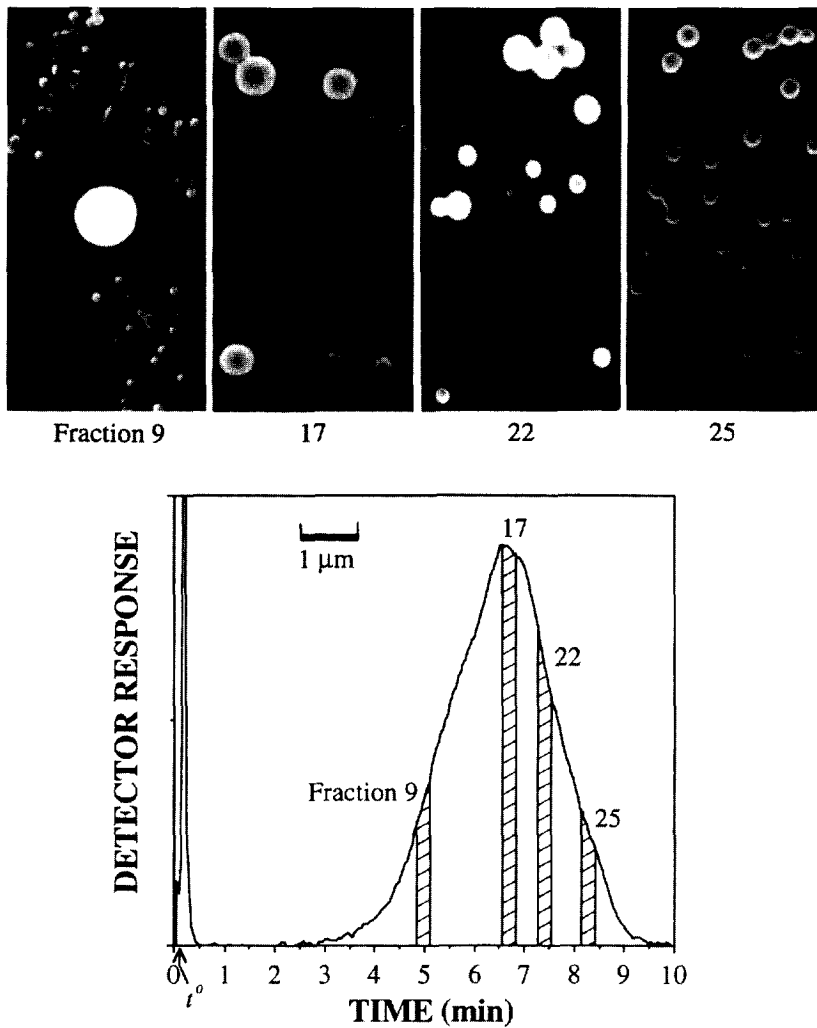 Fraction 9 17 22 25
DETECTOR RESPONSE
1 μm
17
22
Fraction 9
25
0 1 2 3 4 5 6 7 8 9 10
t°
TIME (min)